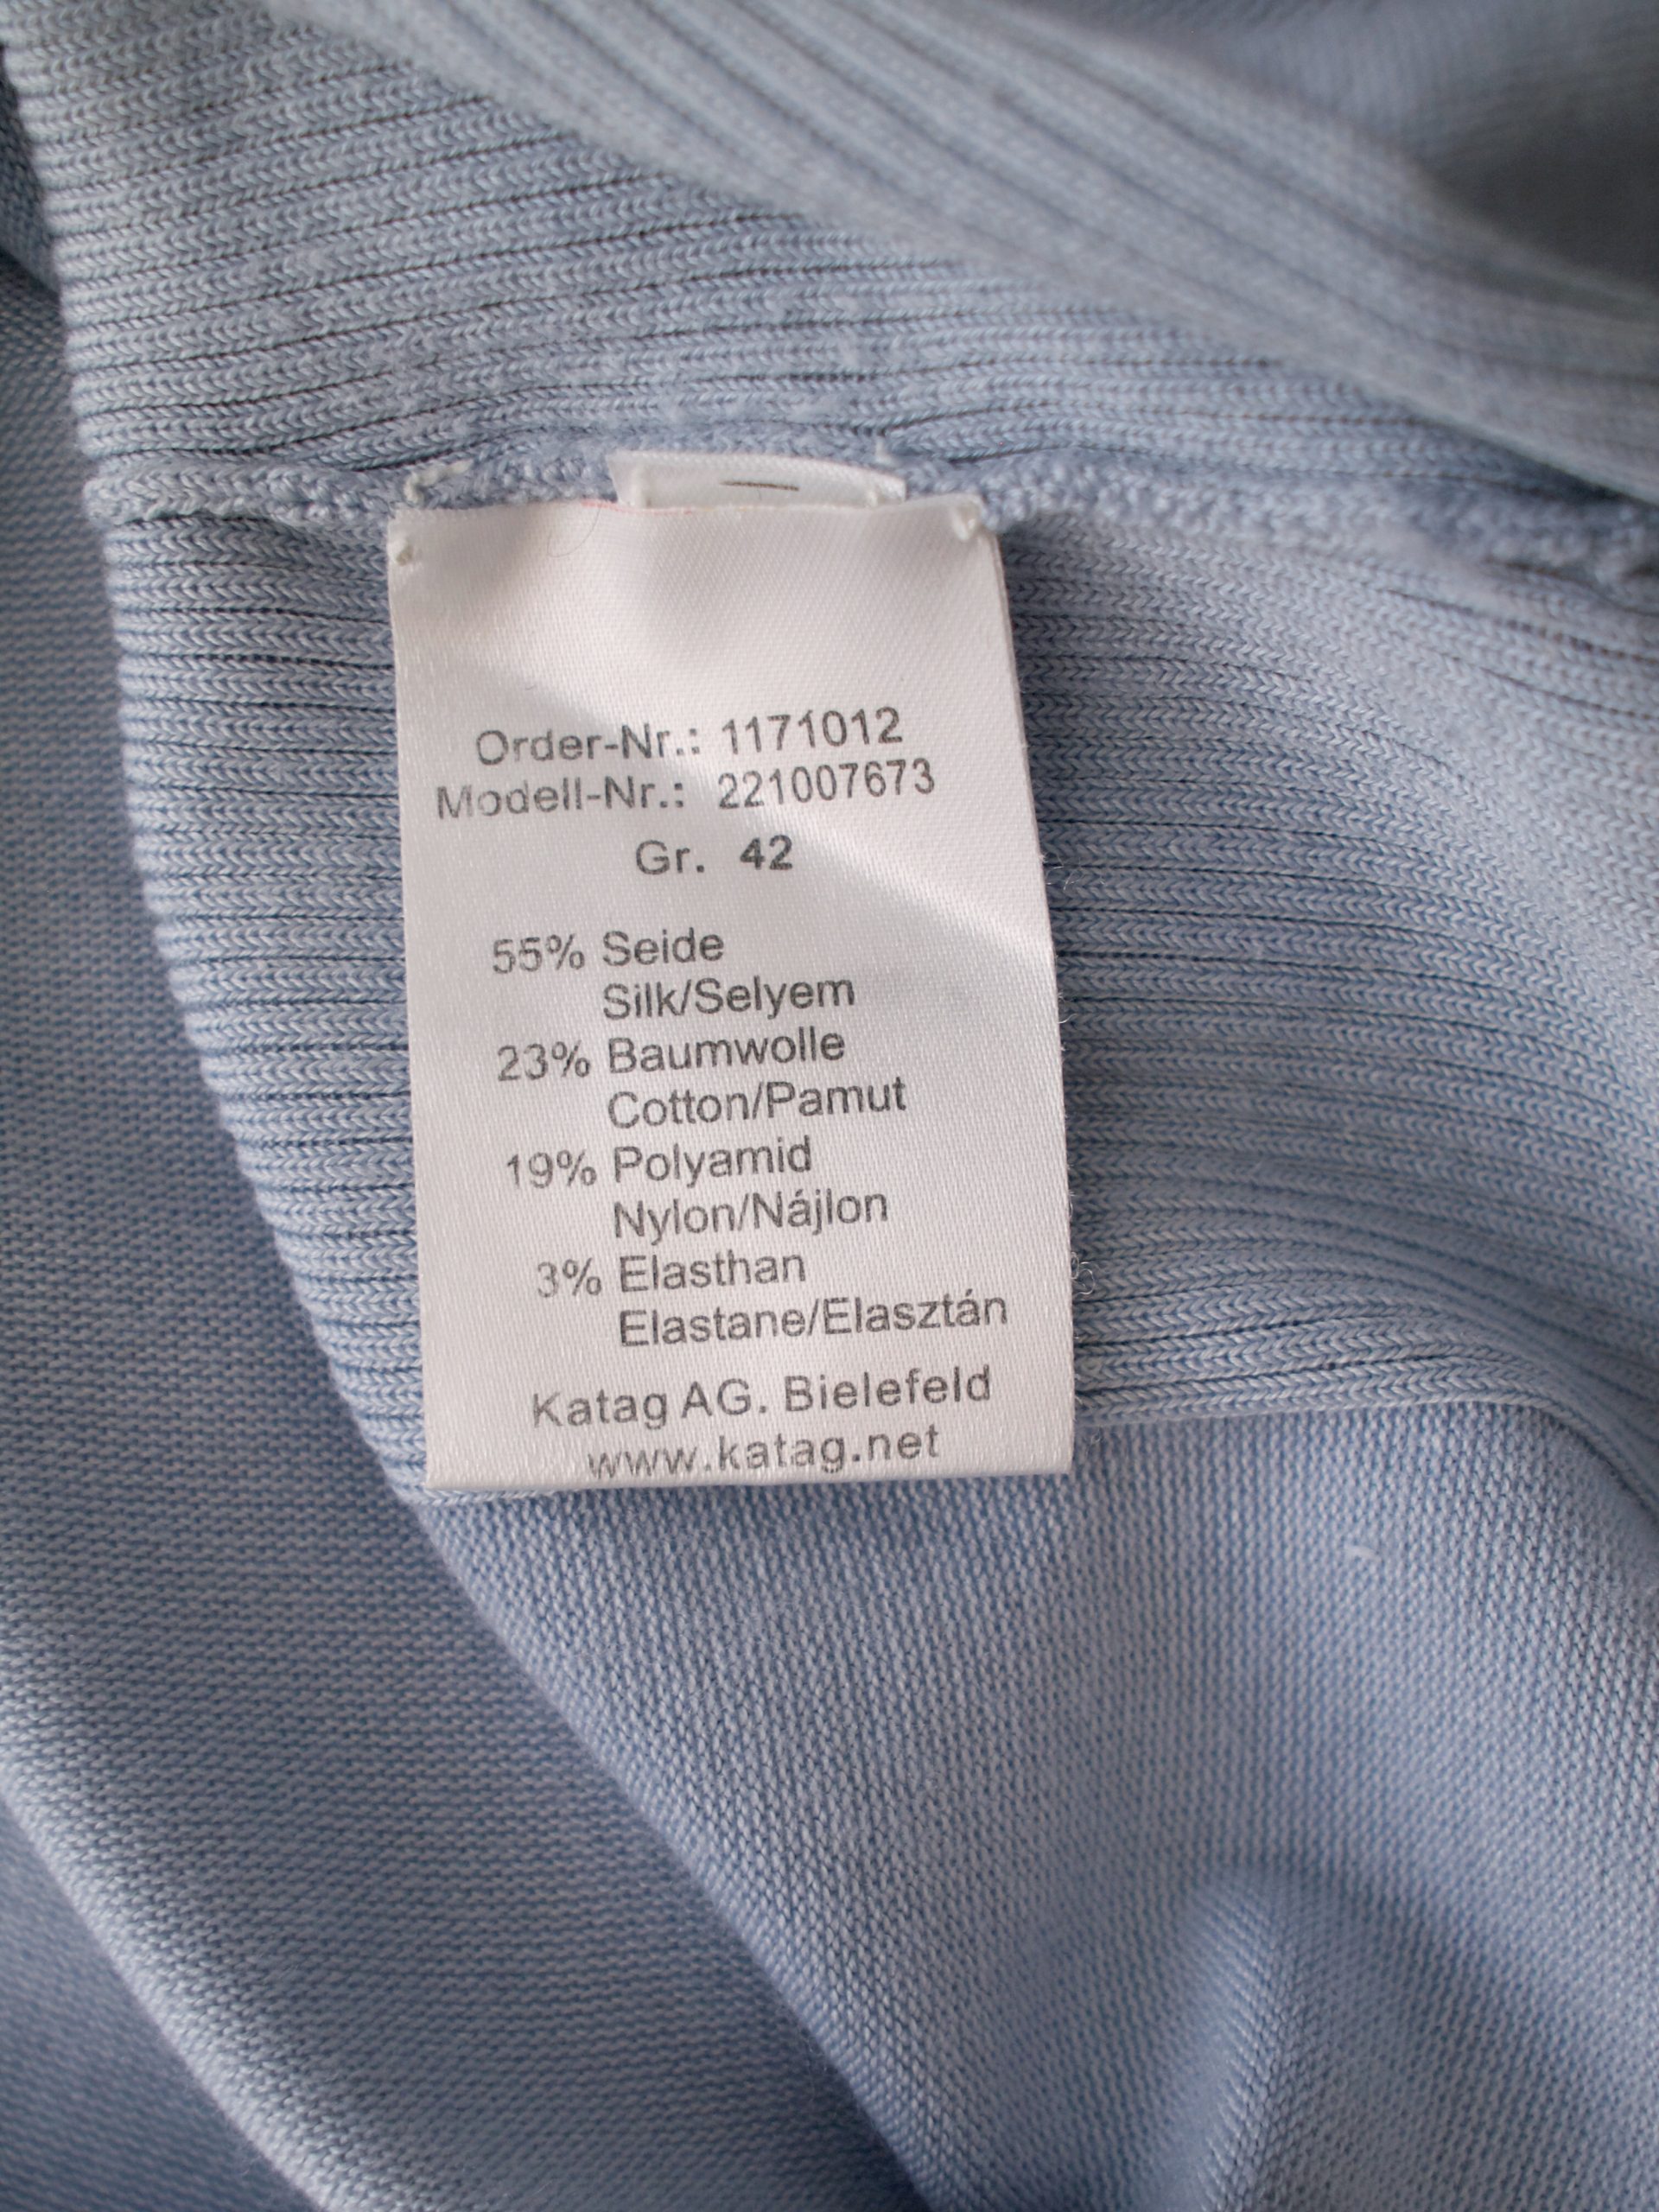 Order-Nr.: 1171012
Modell-Nr.: 221007673
Gr. 42
55% Seide
Silk/Selyem
23% Baumwolle
Cotton/Pamut
19% Polyamid
Nylon/Nájlon
3% Elasthan
Elastane/Elasztán
Katag AG. Bielefeld
www.katag.net